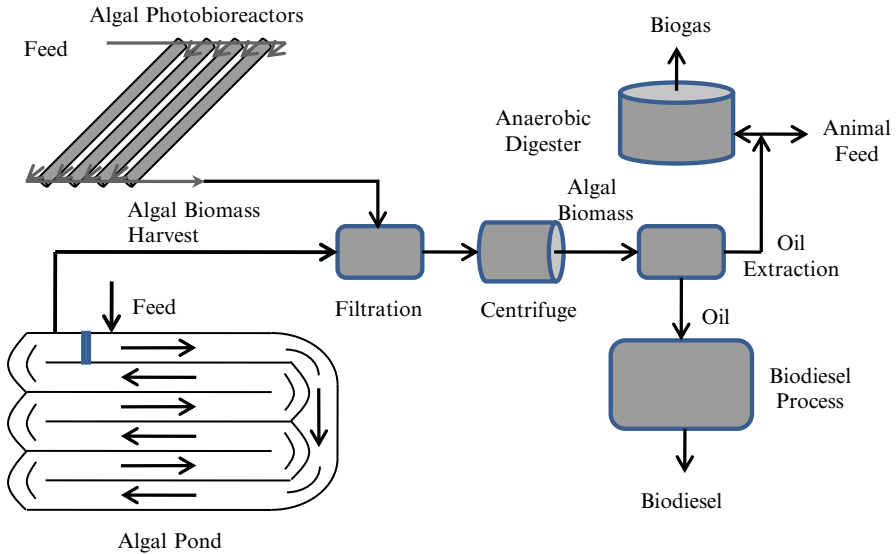 Algal Photobioreactors
Feed
Biogas
Anaerobic
Digester
Animal
Feed
Algal Biomass
Harvest
Algal
Biomass
Oil
Extraction
Feed
Filtration
Centrifuge
Oil
Biodiesel
Process
Biodiesel
Algal Pond